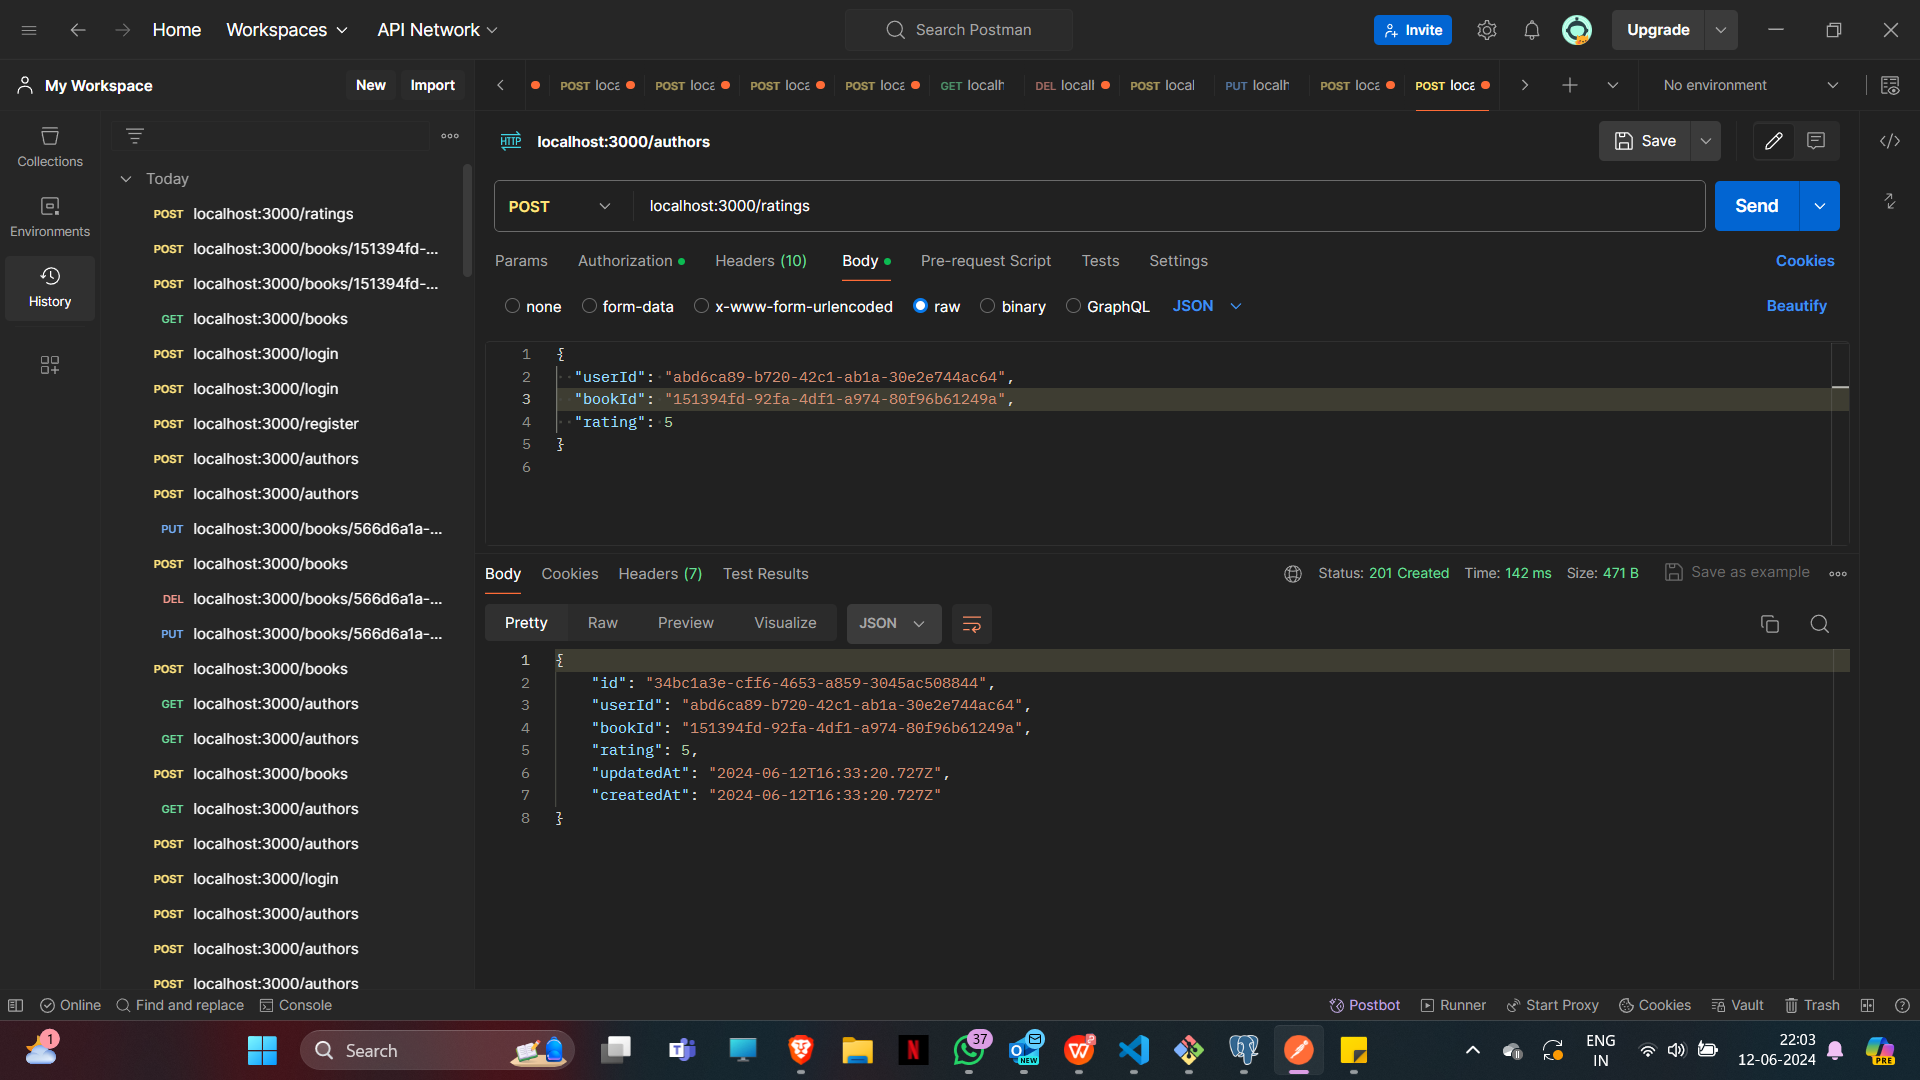 Home Workspaces API Network Search Postman Invite Upgrade
My Workspace New Import
POST loca POST loca POST loca POST loca GET localh DEL locall POST local PUT localh POST loca POST loca No environment
Collections
Environments
History
Today
POST localhost:3000/ratings
POST localhost:3000/books/151394fd-...
POST localhost:3000/books/151394fd-...
GET localhost:3000/books
POST localhost:3000/login
POST localhost:3000/login
POST localhost:3000/register
POST localhost:3000/authors
POST localhost:3000/authors
PUT localhost:3000/books/566d6a1a-...
POST localhost:3000/books
DEL localhost:3000/books/566d6a1a-...
PUT localhost:3000/books/566d6a1a-...
POST localhost:3000/books
GET localhost:3000/authors
GET localhost:3000/authors
POST localhost:3000/books
GET localhost:3000/authors
POST localhost:3000/authors
POST localhost:3000/login
POST localhost:3000/authors
POST localhost:3000/authors
POST localhost:3000/authors
HTTP localhost:3000/authors Save
POST localhost:3000/ratings Send
Params Authorization Headers (10) Body Pre-request Script Tests Settings Cookies
none form-data x-www-form-urlencoded raw binary GraphQL JSON Beautify
1 {
2 "userId": "abd6ca89-b720-42c1-ab1a-30e2e744ac64",
3 "bookId": "151394fd-92fa-4df1-a974-80f96b61249a",
4 "rating": 5
5 }
6
Body Cookies Headers (7) Test Results Status: 201 Created Time: 142 ms Size: 471 B Save as example
Pretty Raw Preview Visualize JSON
1 {
2 "id": "34bc1a3e-cff6-4653-a859-3045ac508844",
3 "userId": "abd6ca89-b720-42c1-ab1a-30e2e744ac64",
4 "bookId": "151394fd-92fa-4df1-a974-80f96b61249a",
5 "rating": 5,
6 "updatedAt": "2024-06-12T16:33:20.727Z",
7 "createdAt": "2024-06-12T16:33:20.727Z"
8 }
Online Find and replace Console Postbot Runner Start Proxy Cookies Vault Trash
1 Search 37 NEW ENG 22:03
IN 12-06-2024 PRE